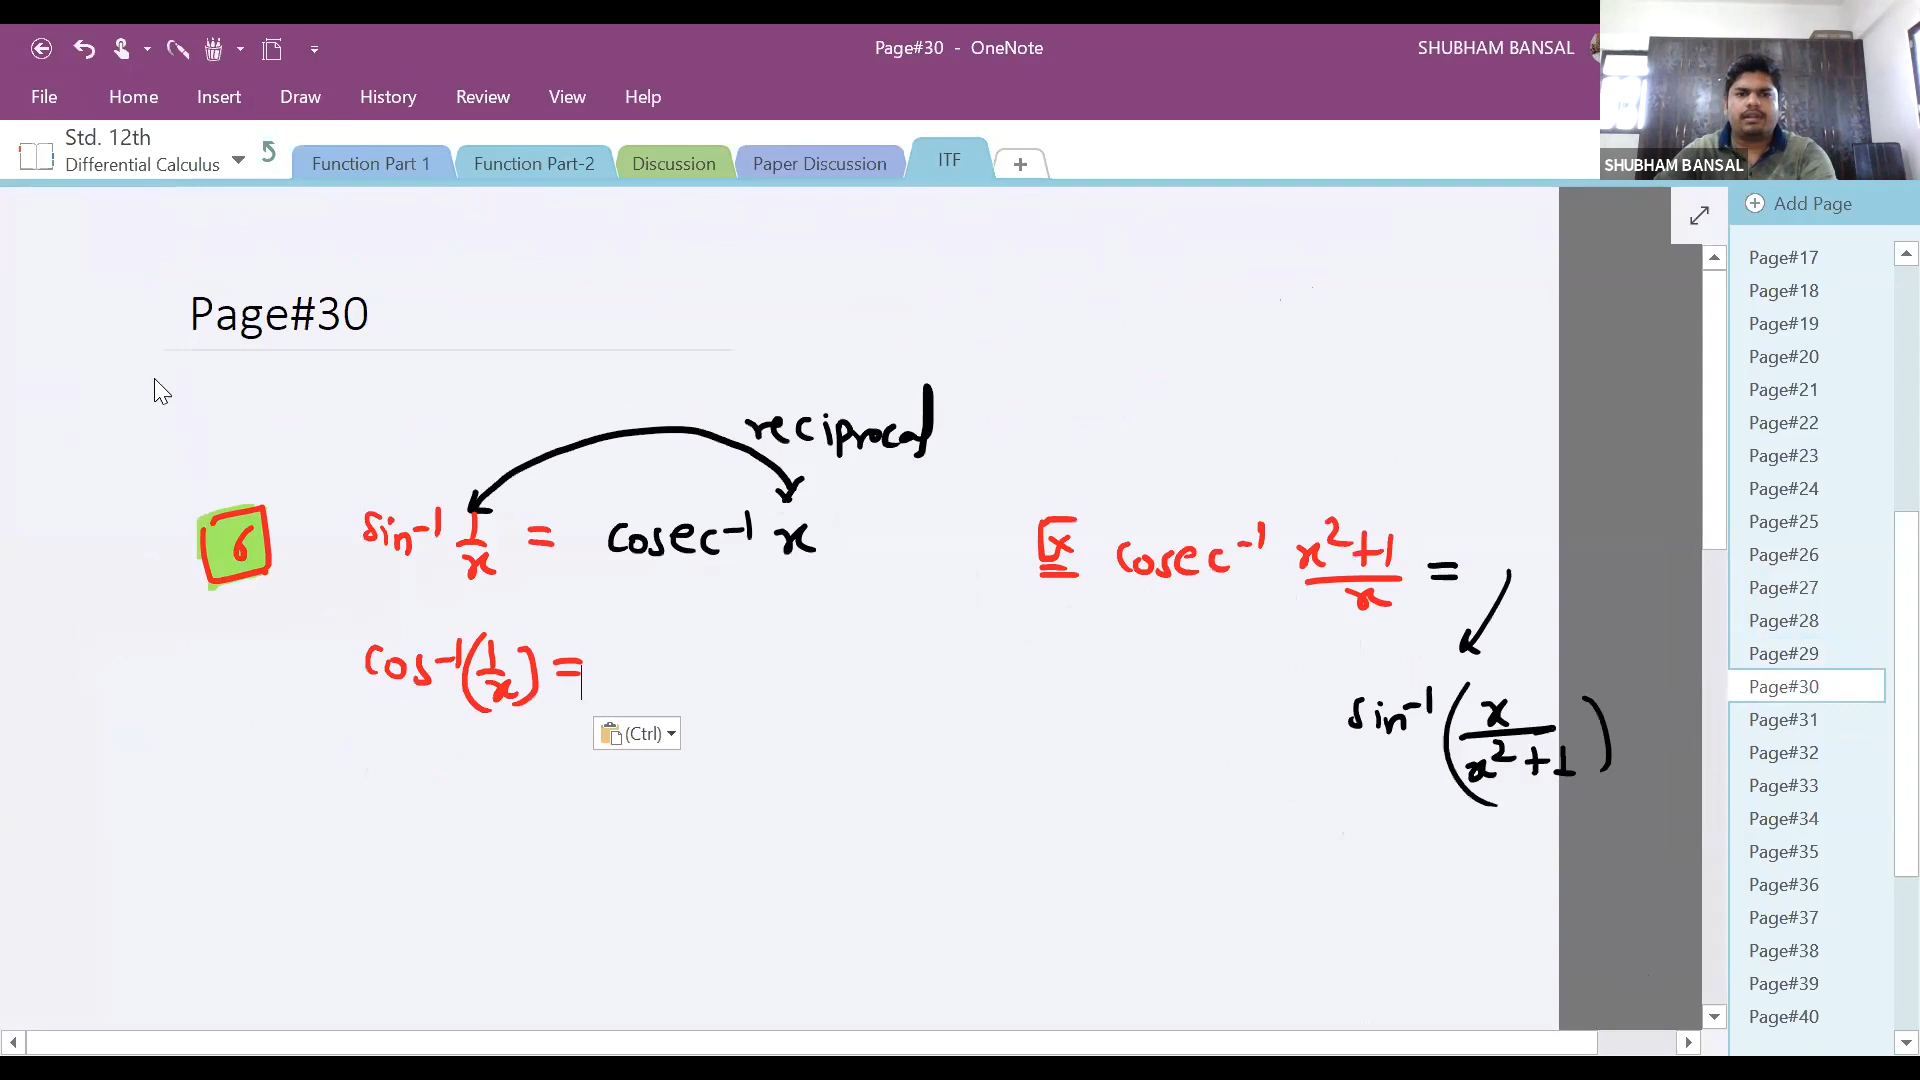 Page#30 - OneNote
SHUBHAM BANSAL
File Home Insert Draw History Review View Help
SHUBHAM BANSAL
Std. 12th
Differential Calculus
Function Part 1 Function Part-2 Discussion Paper Discussion ITF +
Add Page
Page#17
Page#18
Page#19
Page#20
Page#21
Page#22
Page#23
Page#24
Page#25
Page#26
Page#27
Page#28
Page#29
Page#30
Page#31
Page#32
Page#33
Page#34
Page#35
Page#36
Page#37
Page#38
Page#39
Page#40
Page#30
reciprocal
6 sin⁻¹ 1/x = cosec⁻¹ x
Ex cosec⁻¹ x²+1/x =
cos⁻¹(1/x) =
sin⁻¹(x/x²+1)
(Ctrl)